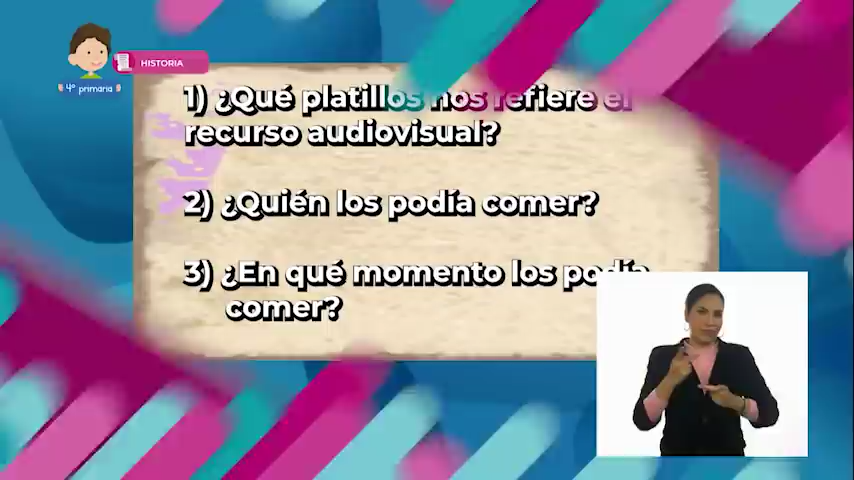 HISTORIA
4º primaria
1) ¿Qué platillos nos refiere el
recurso audiovisual?
2) ¿Quién los podía comer?
3) ¿En qué momento los podía
comer?